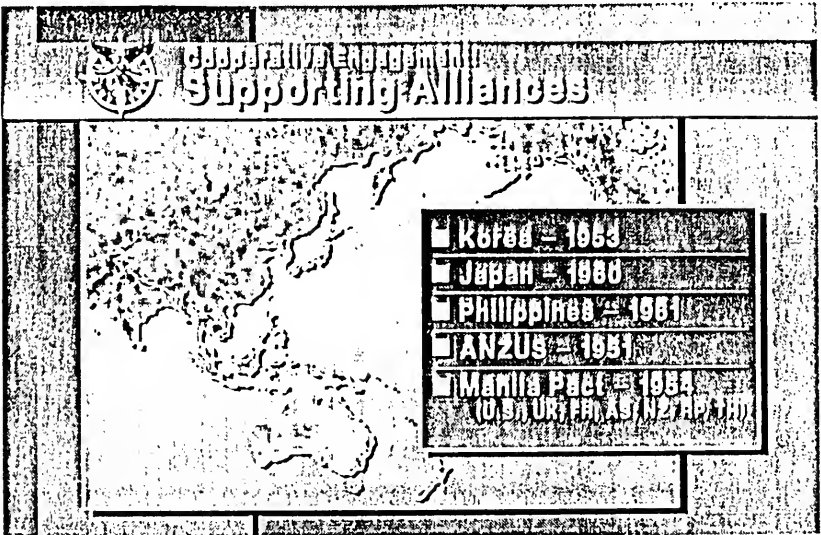 Cooperative Engagement:
Supporting Alliances
Korea – 1953
Japan – 1960
Philippines – 1951
ANZUS – 1951
Manila Pact – 1954
(U.S., UK, FR, AS, NZ, RP, TH)